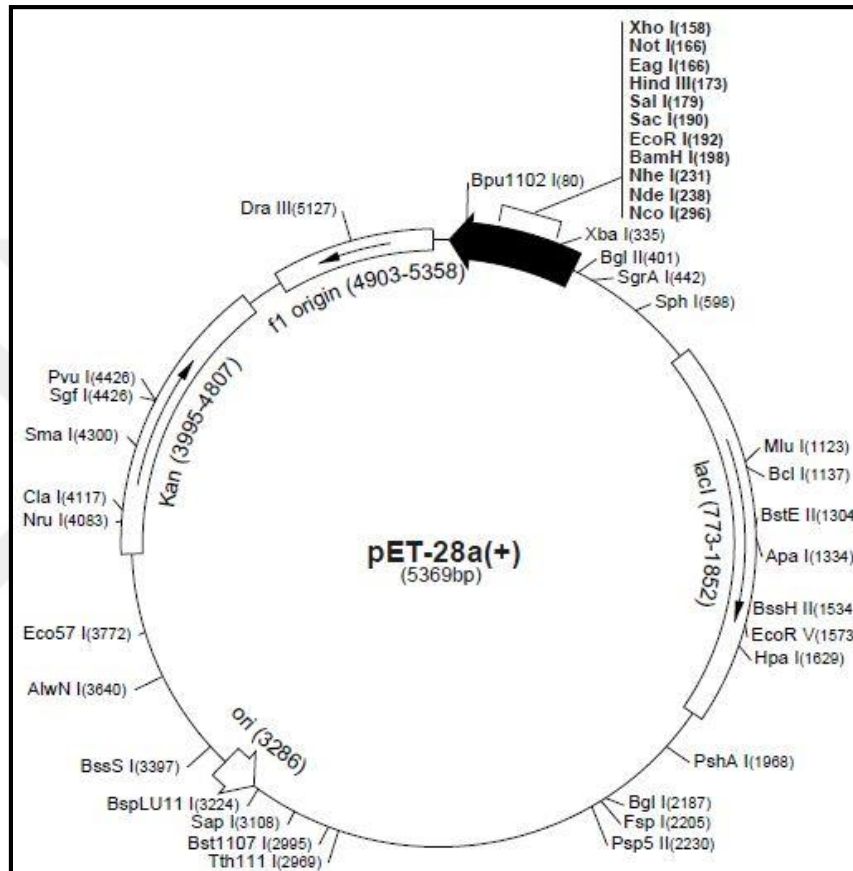 Xho I(158)
Not I(166)
Eag I(166)
Hind III(173)
Sal I(179)
Sac I(190)
EcoR I(192)
BamH I(198)
Nhe I(231)
Nde I(238)
Nco I(296)
Bpu1102 I(80)
Dra III(5127)
Xba I(335)
Bgl II(401)
SgrA I(442)
Sph I(598)
f1 origin (4903-5358)
Pvu I(4426)
Sgf I(4426)
Sma I(4300)
Kan (3995-4807)
Cla I(4117)
Nru I(4083)
Mlu I(1123)
Bcl I(1137)
BstE II(1304)
Apa I(1334)
lacI (773-1852)
BssH II(1534
EcoR V(1573
Hpa I(1629)
pET-28a(+)
(5369bp)
Eco57 I(3772)
AlwN I(3640)
ori (3286)
BssS I(3397)
PshA I(1968)
BspLU11 I(3224)
Sap I(3108)
Bst1107 I(2995)
Tth111 I(2969)
Bgl I(2187)
Fsp I(2205)
Psp5 II(2230)